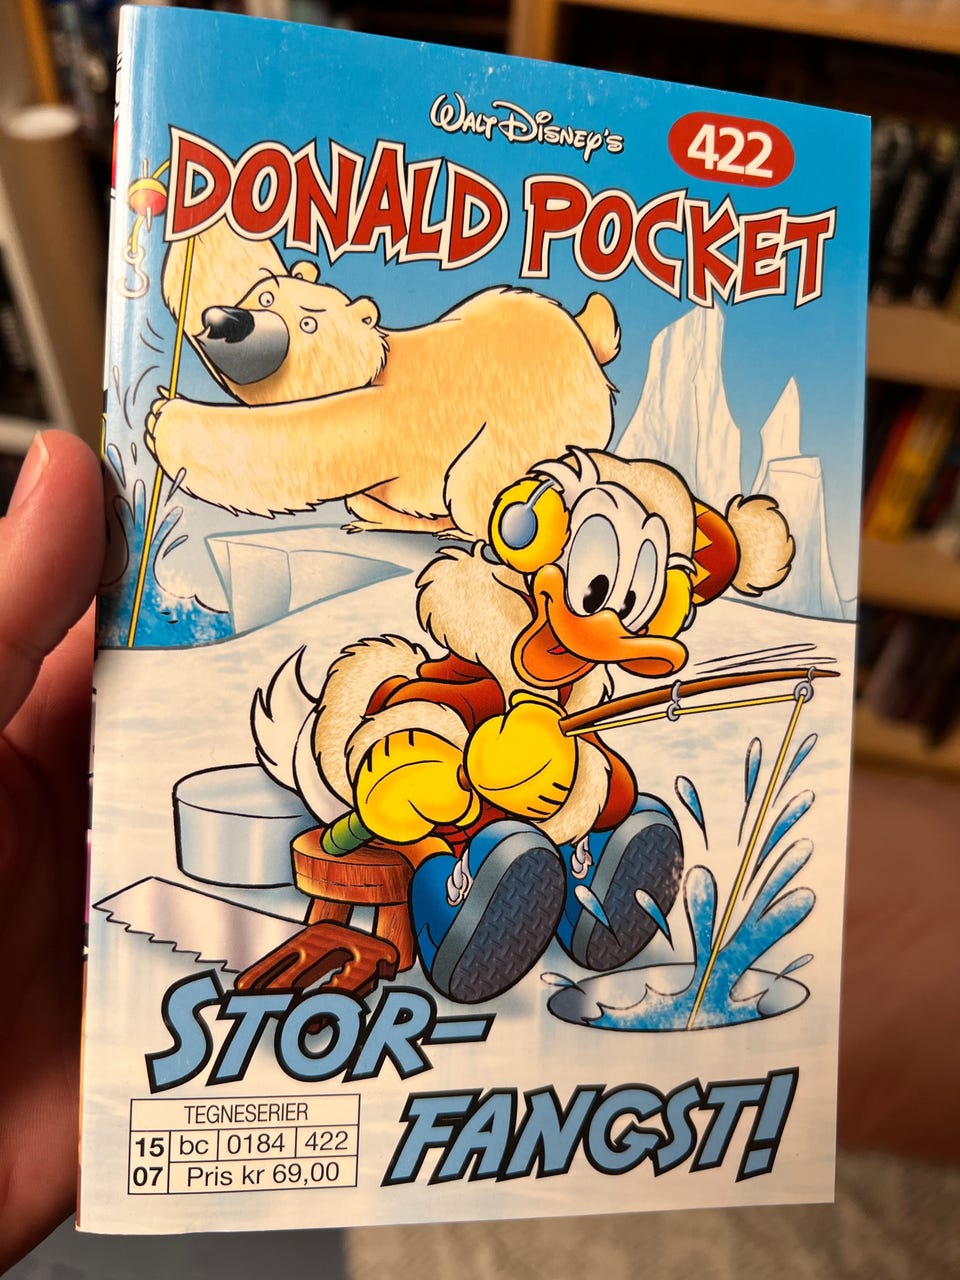 WALT DISNEY'S
422
DONALD POCKET
STOR-
FANGST!
TEGNESERIER
15 bc 0184 422
07 Pris kr 69,00